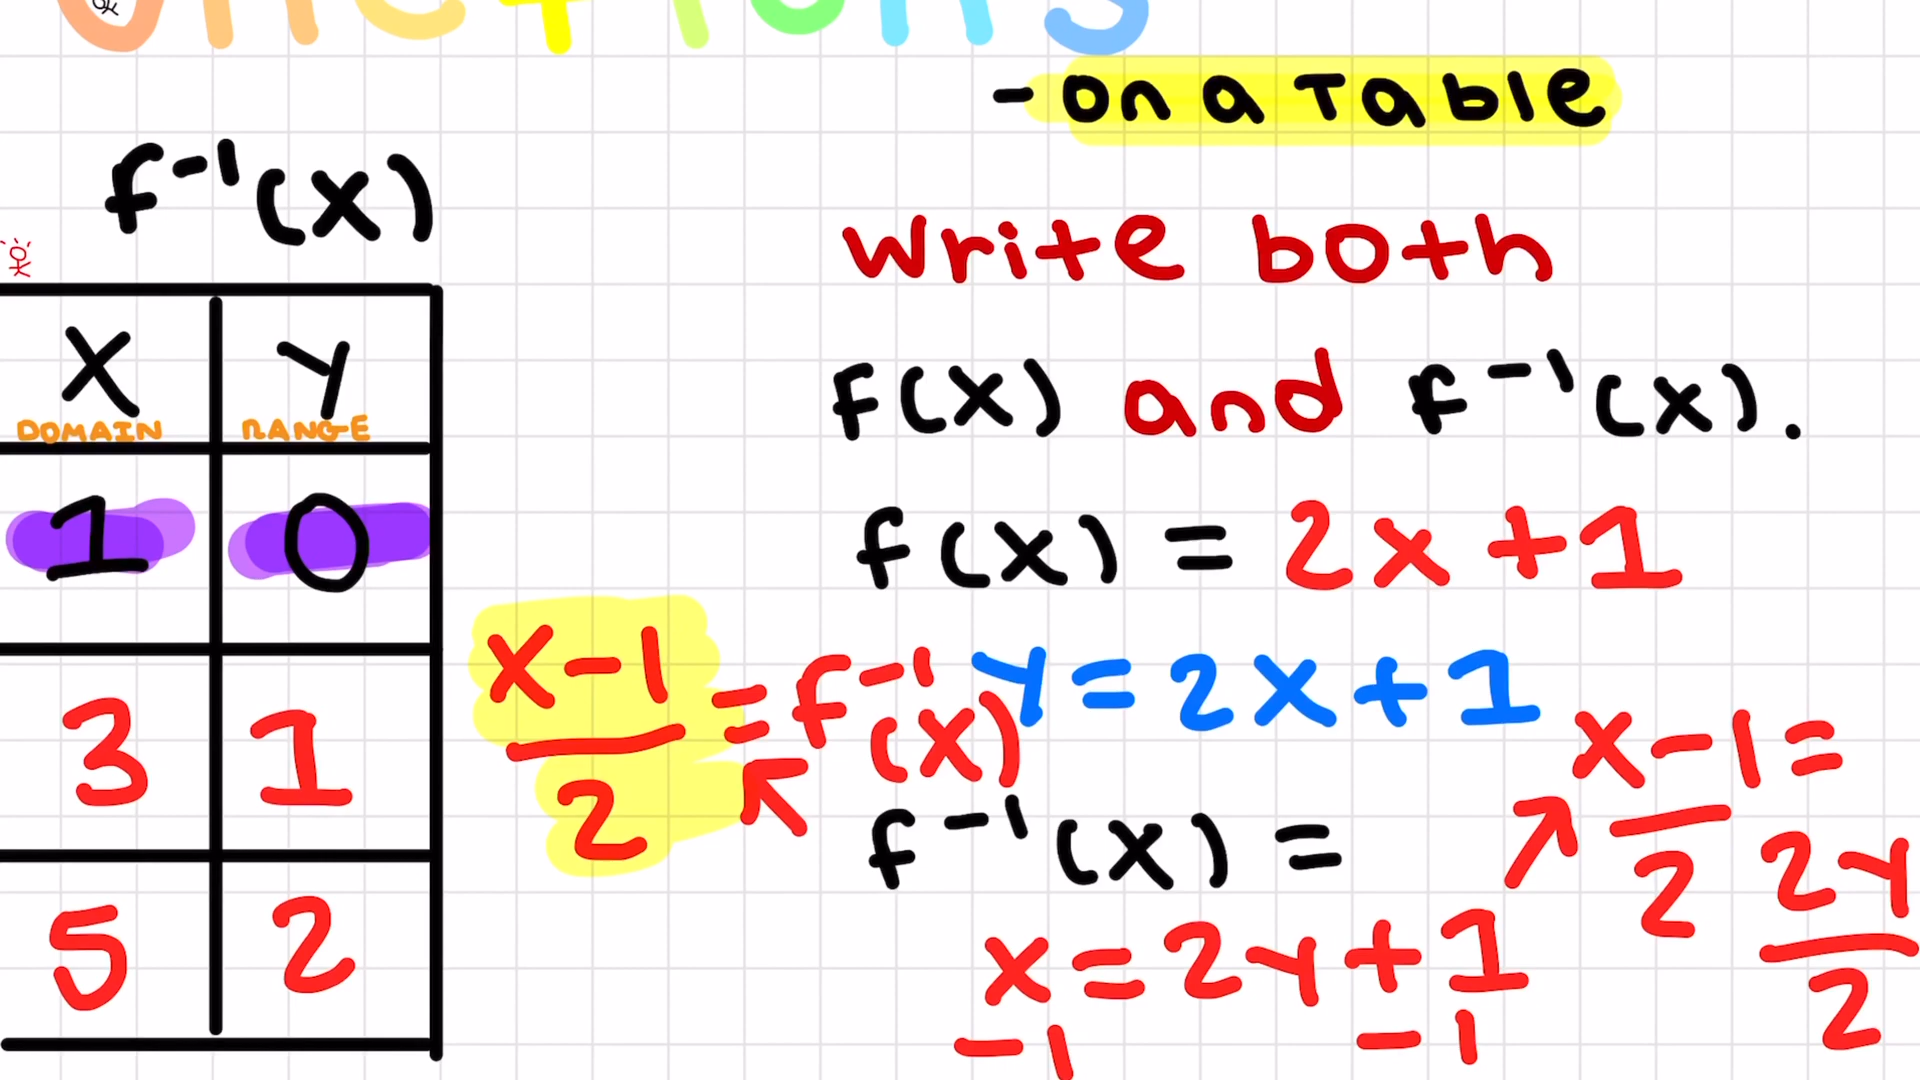 - on a Table
f⁻¹(x)
Write both
X Y
DOMAIN RANGE
f(x) and f⁻¹(x).
1 0
f(x) = 2x + 1
3 1
x - 1 / 2 = f⁻¹(x)
y = 2x + 1
f⁻¹(x) =
x - 1 / 2 = 2y / 2
5 2
x = 2y + 1
-1 -1